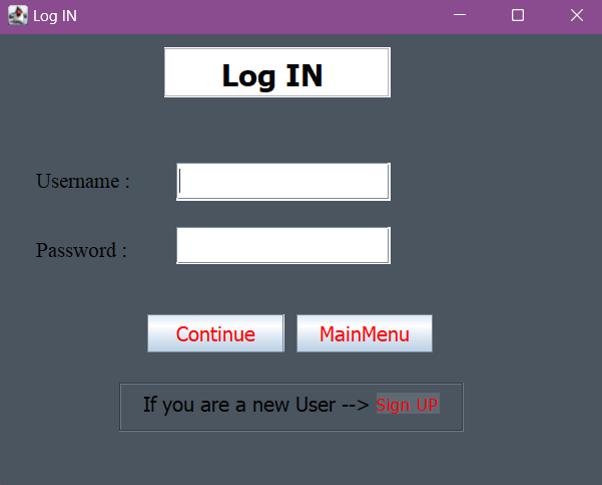 Log IN
Log IN
Username :
Password :
Continue MainMenu
If you are a new User --> Sign UP